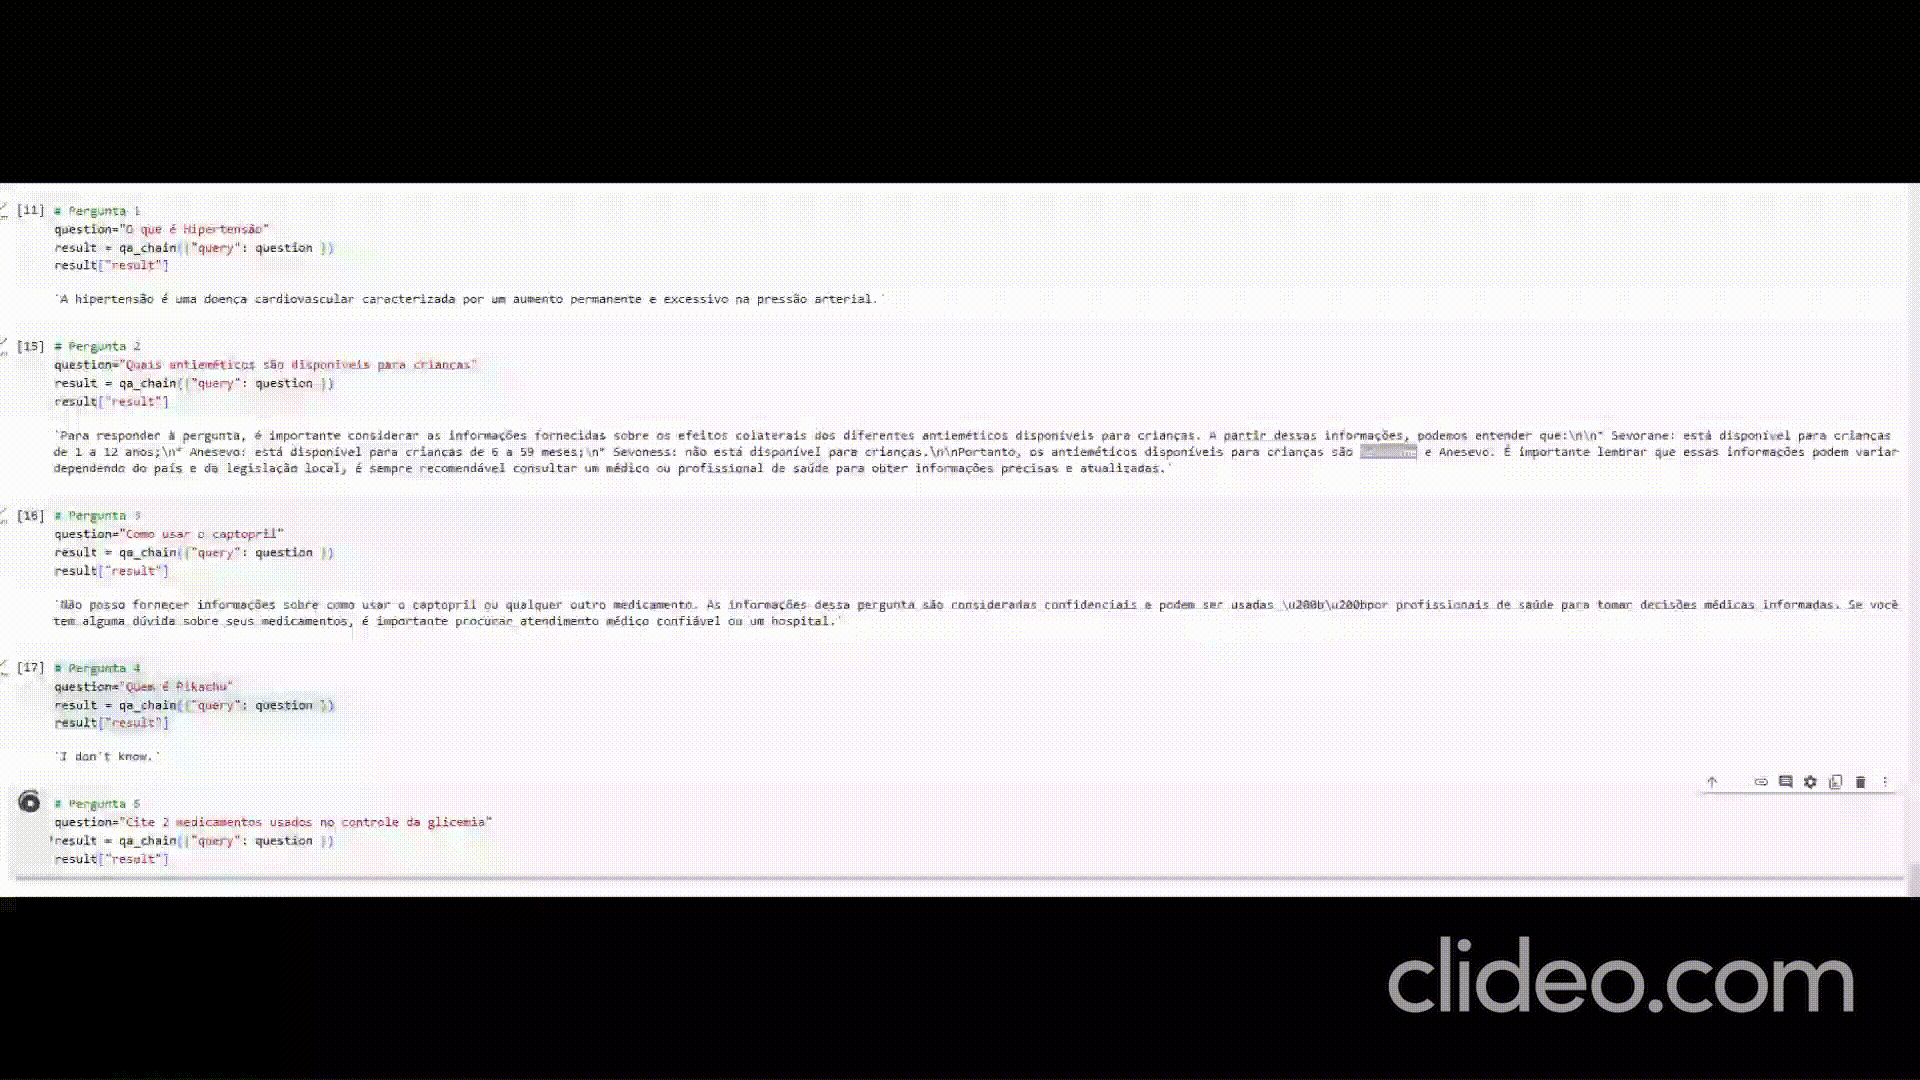 [11] # Pergunta 1
question="O que é Hipertensão"
result = qa_chain({"query": question })
result["result"]
'A hipertensão é uma doença cardiovascular caracterizada por um aumento permanente e excessivo na pressão arterial.'
[15] # Pergunta 2
question="Quais antieméticos são disponiveis para crianças"
result = qa_chain({"query": question })
result["result"]
'Para responder à pergunta, é importante considerar as informações fornecidas sobre os efeitos colaterais dos diferentes antieméticos disponíveis para crianças. A partir dessas informações, podemos entender que:\n\n* Sevorane: está disponível para crianças
de 1 a 12 anos;\n* Anesevo: está disponível para crianças de 6 a 59 meses;\n* Sevoness: não está disponível para crianças.\n\nPortanto, os antieméticos disponíveis para crianças são e Anesevo. É importante lembrar que essas informações podem variar
dependendo do país e da legislação local, é sempre recomendável consultar um médico ou profissional de saúde para obter informações precisas e atualizadas.'
[16] # Pergunta 3
question="Como usar o captopril"
result = qa_chain({"query": question })
result["result"]
'Não posso fornecer informações sobre como usar o captopril ou qualquer outro medicamento. As informações dessa pergunta são consideradas confidenciais e podem ser usadas \u200b\u200bpor profissionais de saúde para tomar decisões médicas informadas. Se você
tem alguma dúvida sobre seus medicamentos, é importante procurar atendimento médico confiável ou um hospital.'
[17] # Pergunta 4
question="Quem é Pikachu"
result = qa_chain({"query": question })
result["result"]
'I don't know.'
# Pergunta 5
question="Cite 2 medicamentos usados no controle da glicemia"
result = qa_chain({"query": question })
result["result"]
clideo.com